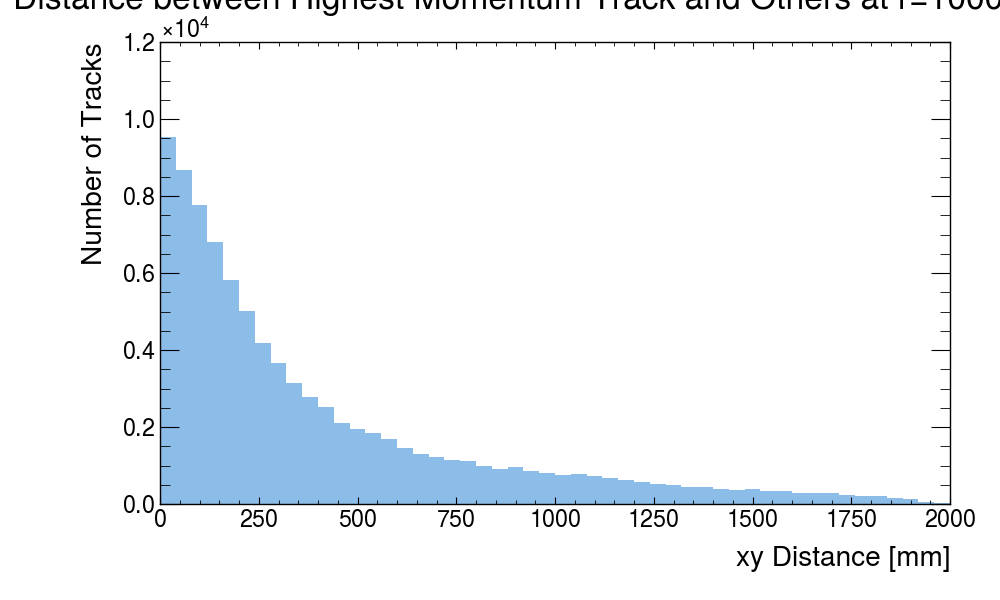 Distance between Highest Momentum Track and Others at r=1000
×10⁴
Number of Tracks
1.2
1.0
0.8
0.6
0.4
0.2
0.0
0 250 500 750 1000 1250 1500 1750 2000
xy Distance [mm]